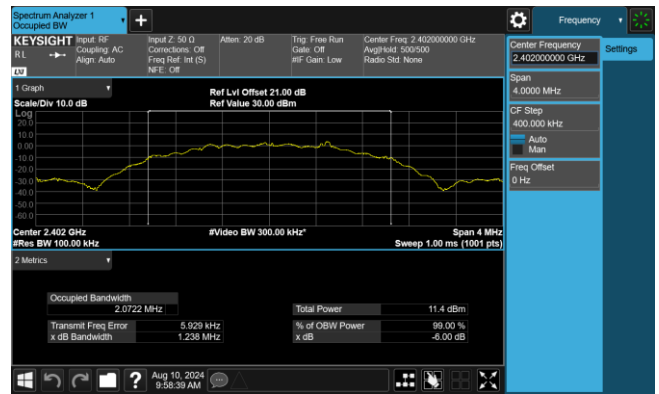 Spectrum Analyzer 1
Occupied BW
Frequency
KEYSIGHT
R L
LXI
Input: RF
Coupling: AC
Align: Auto
Input Z: 50 Ω
Corrections: Off
Freq Ref: Int (S)
NFE: Off
Atten: 20 dB
Trig: Free Run
Gate: Off
#IF Gain: Low
Center Freq: 2.402000000 GHz
Avg|Hold: 500/500
Radio Std: None
Center Frequency
2.402000000 GHz
Settings
Span
4.0000 MHz
CF Step
400.000 kHz
Auto
Man
Freq Offset
0 Hz
1 Graph
Scale/Div 10.0 dB
Ref Lvl Offset 21.00 dB
Ref Value 30.00 dBm
Log
20.0
10.0
0.00
-10.0
-20.0
-30.0
-40.0
-50.0
-60.0
Center 2.402 GHz
#Video BW 300.00 kHz*
Span 4 MHz
#Res BW 100.00 kHz
Sweep 1.00 ms (1001 pts)
2 Metrics
Occupied Bandwidth
2.0722 MHz
Total Power 11.4 dBm
Transmit Freq Error 5.929 kHz
% of OBW Power 99.00 %
x dB Bandwidth 1.238 MHz
x dB -6.00 dB
?
Aug 10, 2024
9:58:39 AM